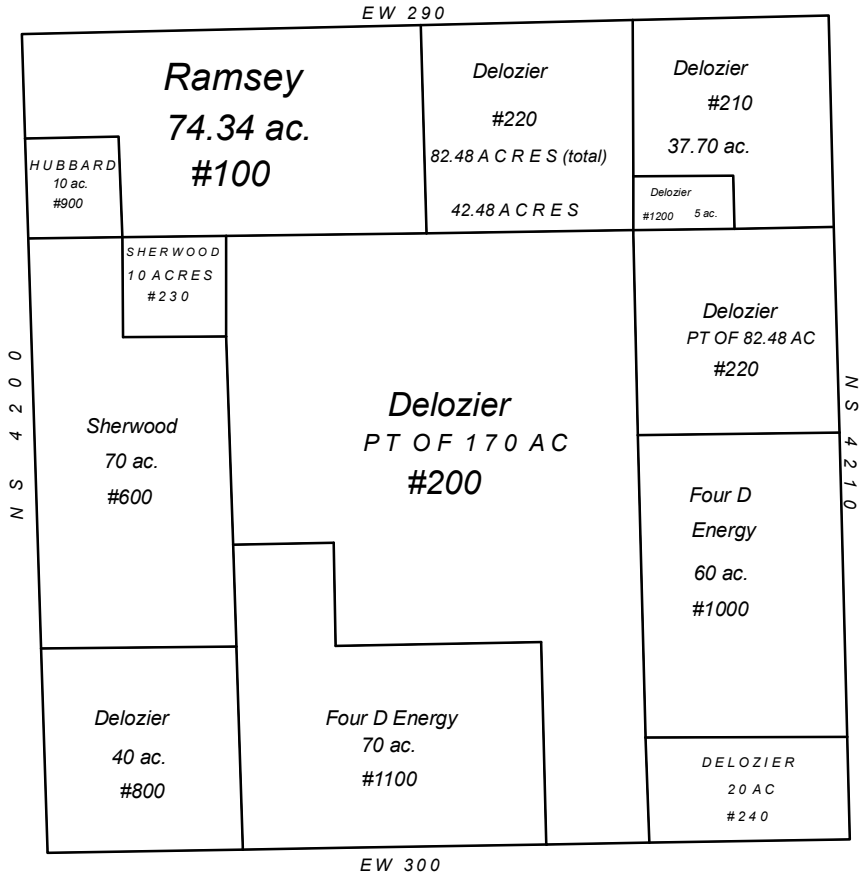 EW 290
Ramsey
74.34 ac.
#100
Delozier
#220
82.48 ACRES (total)
42.48 ACRES
Delozier
#210
37.70 ac.
HUBBARD
10 ac.
#900
Delozier
#1200 5 ac.
SHERWOOD
10 ACRES
#230
Delozier
PT OF 82.48 AC
#220
NS 4200
Sherwood
70 ac.
#600
Delozier
PT OF 170 AC
#200
NS 4210
Four D
Energy
60 ac.
#1000
Delozier
40 ac.
#800
Four D Energy
70 ac.
#1100
DELOZIER
20 AC
#240
EW 300